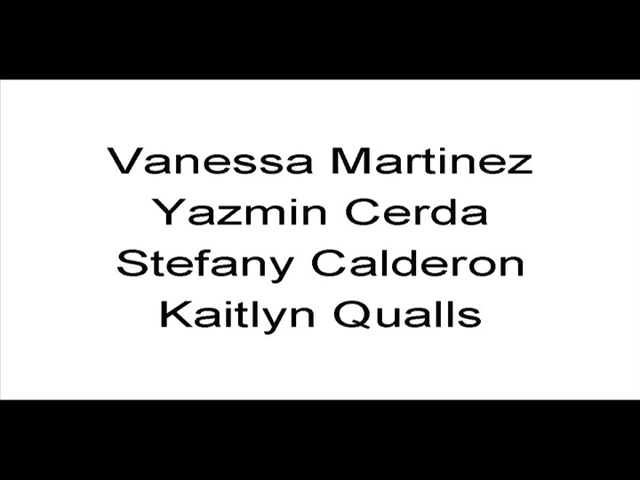 Vanessa Martinez
Yazmin Cerda
Stefany Calderon
Kaitlyn Qualls